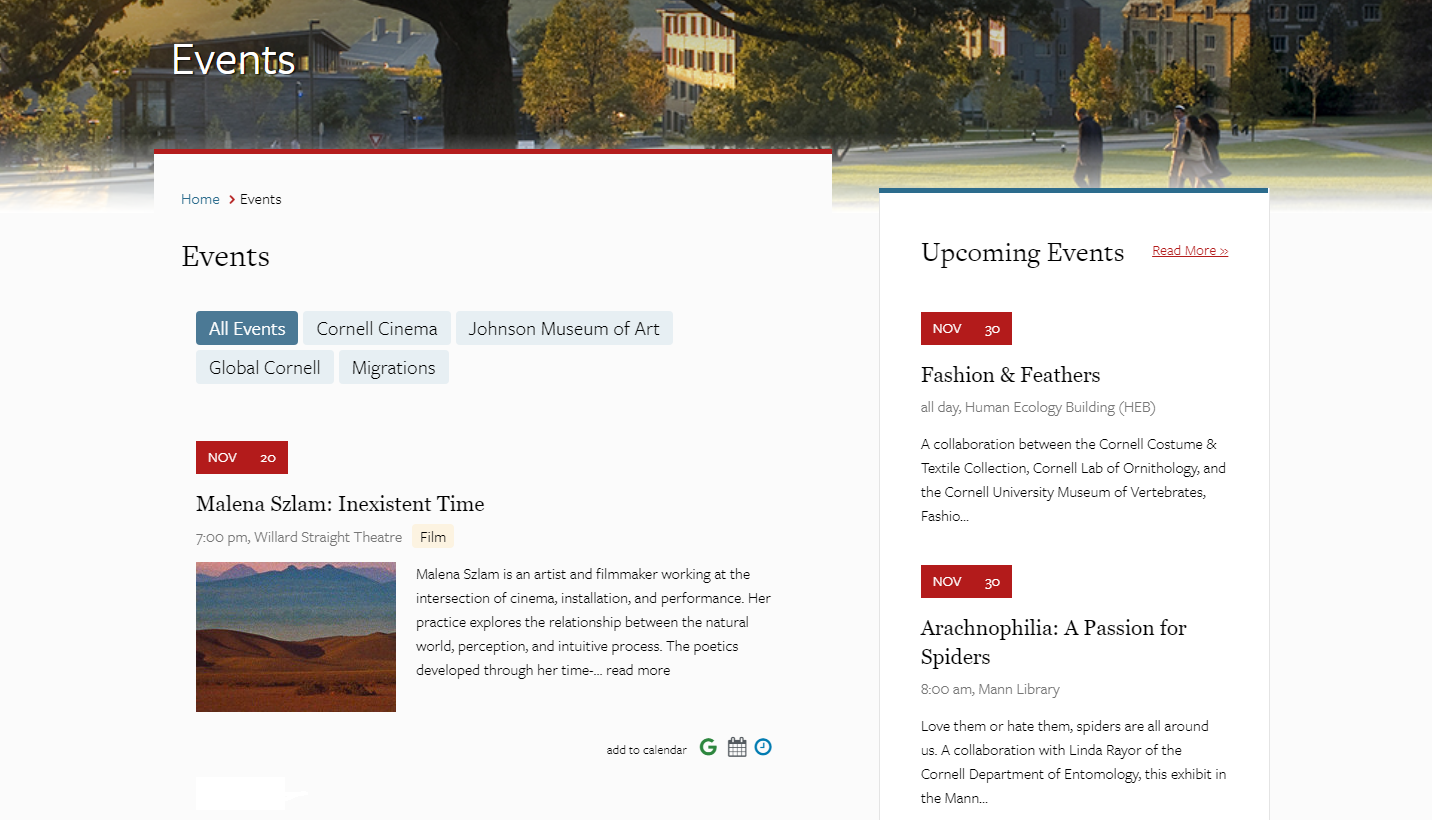 Events
Home > Events
Events
All Events
Cornell Cinema
Johnson Museum of Art
Global Cornell
Migrations
NOV 20
Malena Szlam: Inexistent Time
7:00 pm, Willard Straight Theatre Film
Malena Szlam is an artist and filmmaker working at the
intersection of cinema, installation, and performance. Her
practice explores the relationship between the natural
world, perception, and intuitive process. The poetics
developed through her time-... read more
add to calendar
Upcoming Events
Read More »
NOV 30
Fashion & Feathers
all day, Human Ecology Building (HEB)
A collaboration between the Cornell Costume &
Textile Collection, Cornell Lab of Ornithology, and
the Cornell University Museum of Vertebrates,
Fashio...
NOV 30
Arachnophilia: A Passion for
Spiders
8:00 am, Mann Library
Love them or hate them, spiders are all around
us. A collaboration with Linda Rayor of the
Cornell Department of Entomology, this exhibit in
the Mann...